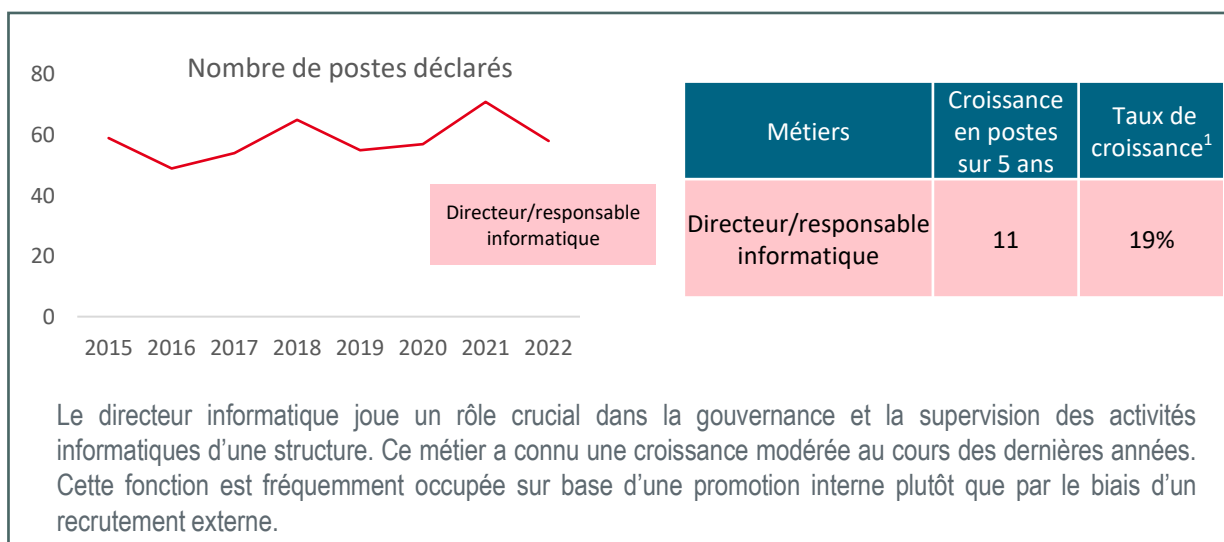 Nombre de postes déclarés
80
60
40
20
0
2015 2016 2017 2018 2019 2020 2021 2022
Directeur/responsable
informatique
Métiers
Croissance
en postes
sur 5 ans
Taux de
croissance¹
Directeur/responsable
informatique
11
19%
Le directeur informatique joue un rôle crucial dans la gouvernance et la supervision des activités
informatiques d’une structure. Ce métier a connu une croissance modérée au cours des dernières années.
Cette fonction est fréquemment occupée sur base d’une promotion interne plutôt que par le biais d’un
recrutement externe.